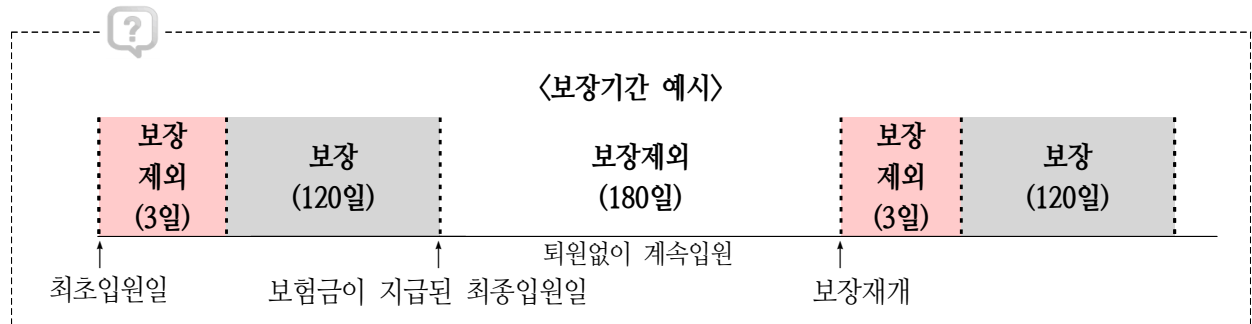 ?
<보장기간 예시>
보장
제외
(3일)
보장
(120일)
보장제외
(180일)
보장
제외
(3일)
보장
(120일)
퇴원없이 계속입원
최초입원일
보험금이 지급된 최종입원일
보장재개